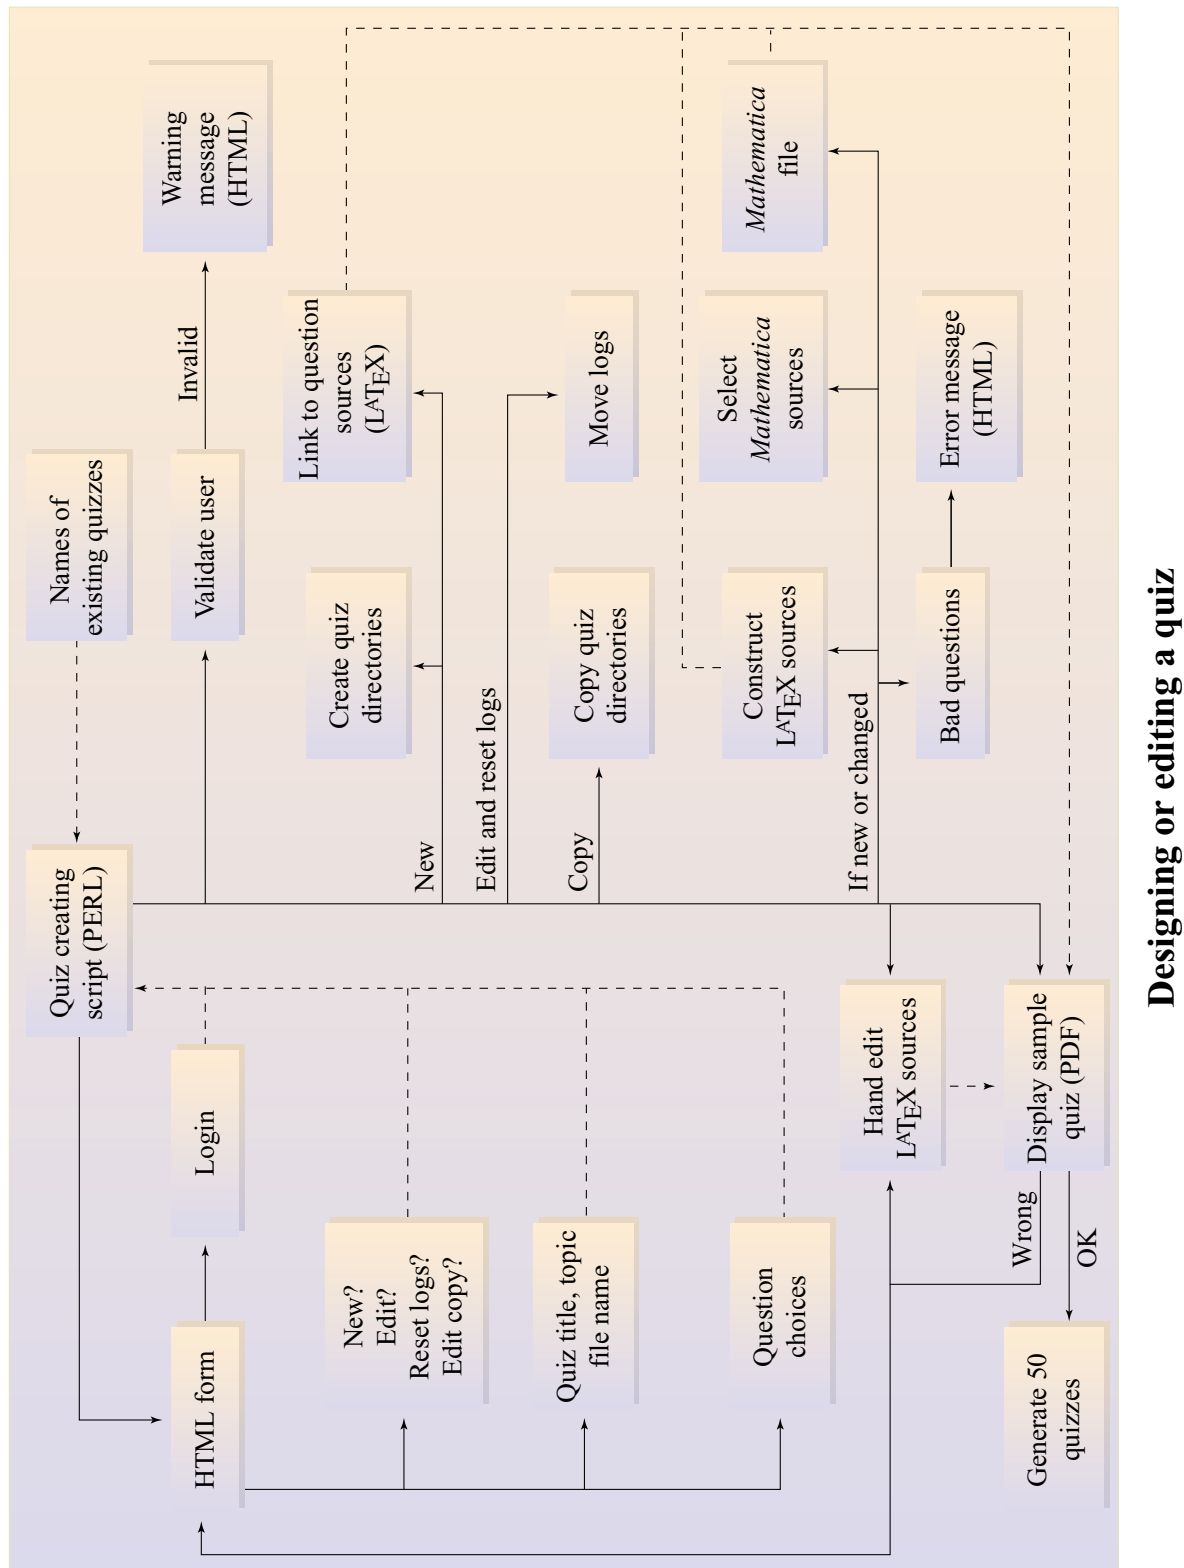 Names of
existing quizzes
Quiz creating
script (PERL)
HTML form
Login
Validate user
Invalid
Warning
message
(HTML)
New?
Edit?
Reset logs?
Edit copy?
New
Create quiz
directories
Link to question
sources
(LATEX)
Edit and reset logs
Move logs
Quiz title, topic
file name
Copy
Copy quiz
directories
Question
choices
Construct
LATEX sources
Select
Mathematica
sources
Mathematica
file
If new or changed
Hand edit
LATEX sources
Bad questions
Error message
(HTML)
Generate 50
quizzes
Wrong
OK
Display sample
quiz (PDF)
Designing or editing a quiz